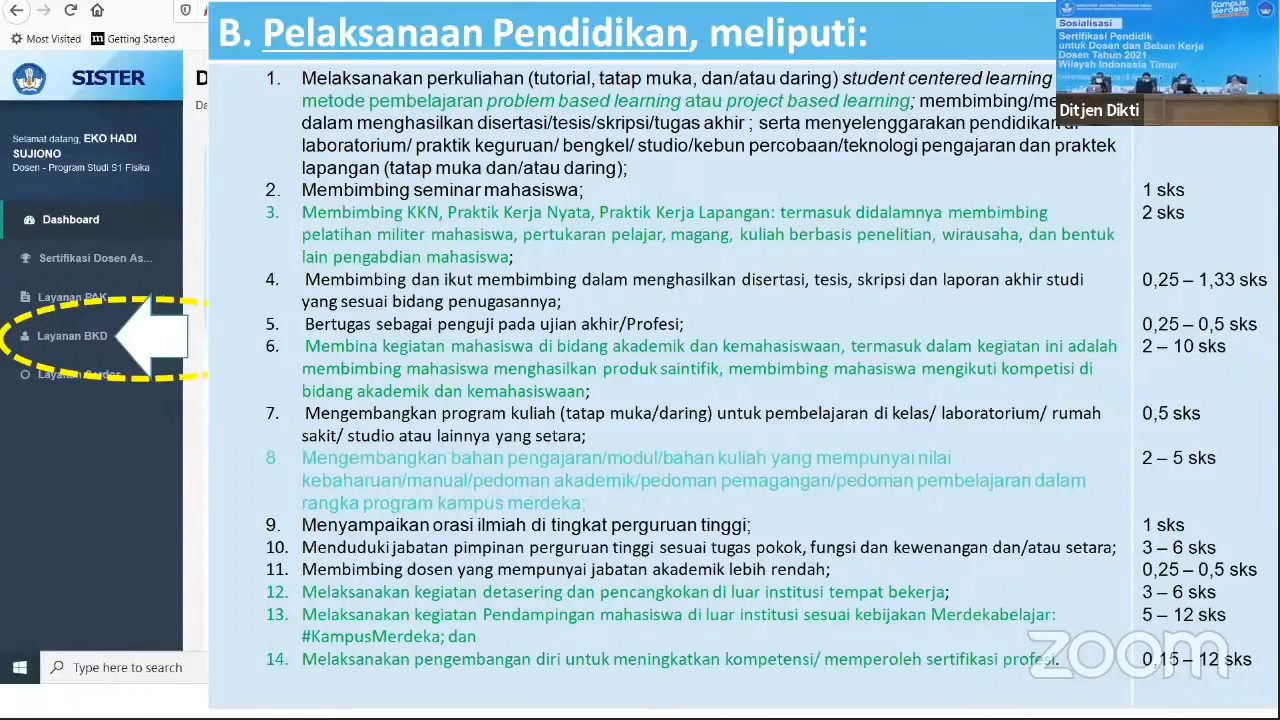 Most Visited
Getting Started
SISTER
Selamat datang, EKO HADI
SUJIONO
Dosen - Program Studi S1 Fisika
Dashboard
Sertifikasi Dosen As...
Layanan PAK
Layanan BKD
Type here to search
B. Pelaksanaan Pendidikan, meliputi:
1. Melaksanakan perkuliahan (tutorial, tatap muka, dan/atau daring) student centered learning
metode pembelajaran problem based learning atau project based learning; membimbing/me
dalam menghasilkan disertasi/tesis/skripsi/tugas akhir ; serta menyelenggarakan pendidikan di
laboratorium/ praktik keguruan/ bengkel/ studio/kebun percobaan/teknologi pengajaran dan praktek
lapangan (tatap muka dan/atau daring);
2. Membimbing seminar mahasiswa; 1 sks
3. Membimbing KKN, Praktik Kerja Nyata, Praktik Kerja Lapangan: termasuk didalamnya membimbing 2 sks
pelatihan militer mahasiswa, pertukaran pelajar, magang, kuliah berbasis penelitian, wirausaha, dan bentuk
lain pengabdian mahasiswa;
4. Membimbing dan ikut membimbing dalam menghasilkan disertasi, tesis, skripsi dan laporan akhir studi 0,25 – 1,33 sks
yang sesuai bidang penugasannya;
5. Bertugas sebagai penguji pada ujian akhir/Profesi; 0,25 – 0,5 sks
6. Membina kegiatan mahasiswa di bidang akademik dan kemahasiswaan, termasuk dalam kegiatan ini adalah 2 – 10 sks
membimbing mahasiswa menghasilkan produk saintifik, membimbing mahasiswa mengikuti kompetisi di
bidang akademik dan kemahasiswaan;
7. Mengembangkan program kuliah (tatap muka/daring) untuk pembelajaran di kelas/ laboratorium/ rumah 0,5 sks
sakit/ studio atau lainnya yang setara;
8. Mengembangkan bahan pengajaran/modul/bahan kuliah yang mempunyai nilai 2 – 5 sks
kebaharuan/manual/pedoman akademik/pedoman pemagangan/pedoman pembelajaran dalam
rangka program kampus merdeka;
9. Menyampaikan orasi ilmiah di tingkat perguruan tinggi; 1 sks
10. Menduduki jabatan pimpinan perguruan tinggi sesuai tugas pokok, fungsi dan kewenangan dan/atau setara; 3 – 6 sks
11. Membimbing dosen yang mempunyai jabatan akademik lebih rendah; 0,25 – 0,5 sks
12. Melaksanakan kegiatan detasering dan pencangkokan di luar institusi tempat bekerja; 3 – 6 sks
13. Melaksanakan kegiatan Pendampingan mahasiswa di luar institusi sesuai kebijakan Merdekabelajar: 5 – 12 sks
#KampusMerdeka; dan
14. Melaksanakan pengembangan diri untuk meningkatkan kompetensi/ memperoleh sertifikasi profesi. 0,15 – 12 sks
Kampus
Merdeka
Sosialisasi
Sertifikasi Pendidik
untuk Dosen dan Beban Kerja
Dosen Tahun 2021
Wilayah Indonesia Timur
Ditjen Dikti
zoom